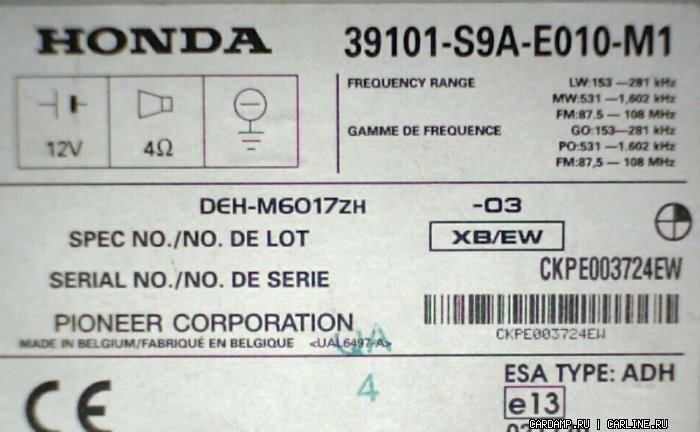 HONDA
39101-S9A-E010-M1
12V
4Ω
FREQUENCY RANGE
LW:153 —281 kHz
MW:531 —1,602 kHz
FM:87.5 — 108 MHz
GAMME DE FREQUENCE
GO:153—281 kHz
PO:531 —1.602 kHz
FM:87,5 — 108 MHz
DEH-M6017ZH -03
SPEC NO./NO. DE LOT
XB/EW
SERIAL NO./NO. DE SERIE
CKPE003724EW
PIONEER CORPORATION
CKPE003724EW
MADE IN BELGIUM/FABRIQUÉ EN BELGIQUE <UAL6497-A>
4
CE
ESA TYPE: ADH
e13
CARDAMP.RU | CARLINE.RU